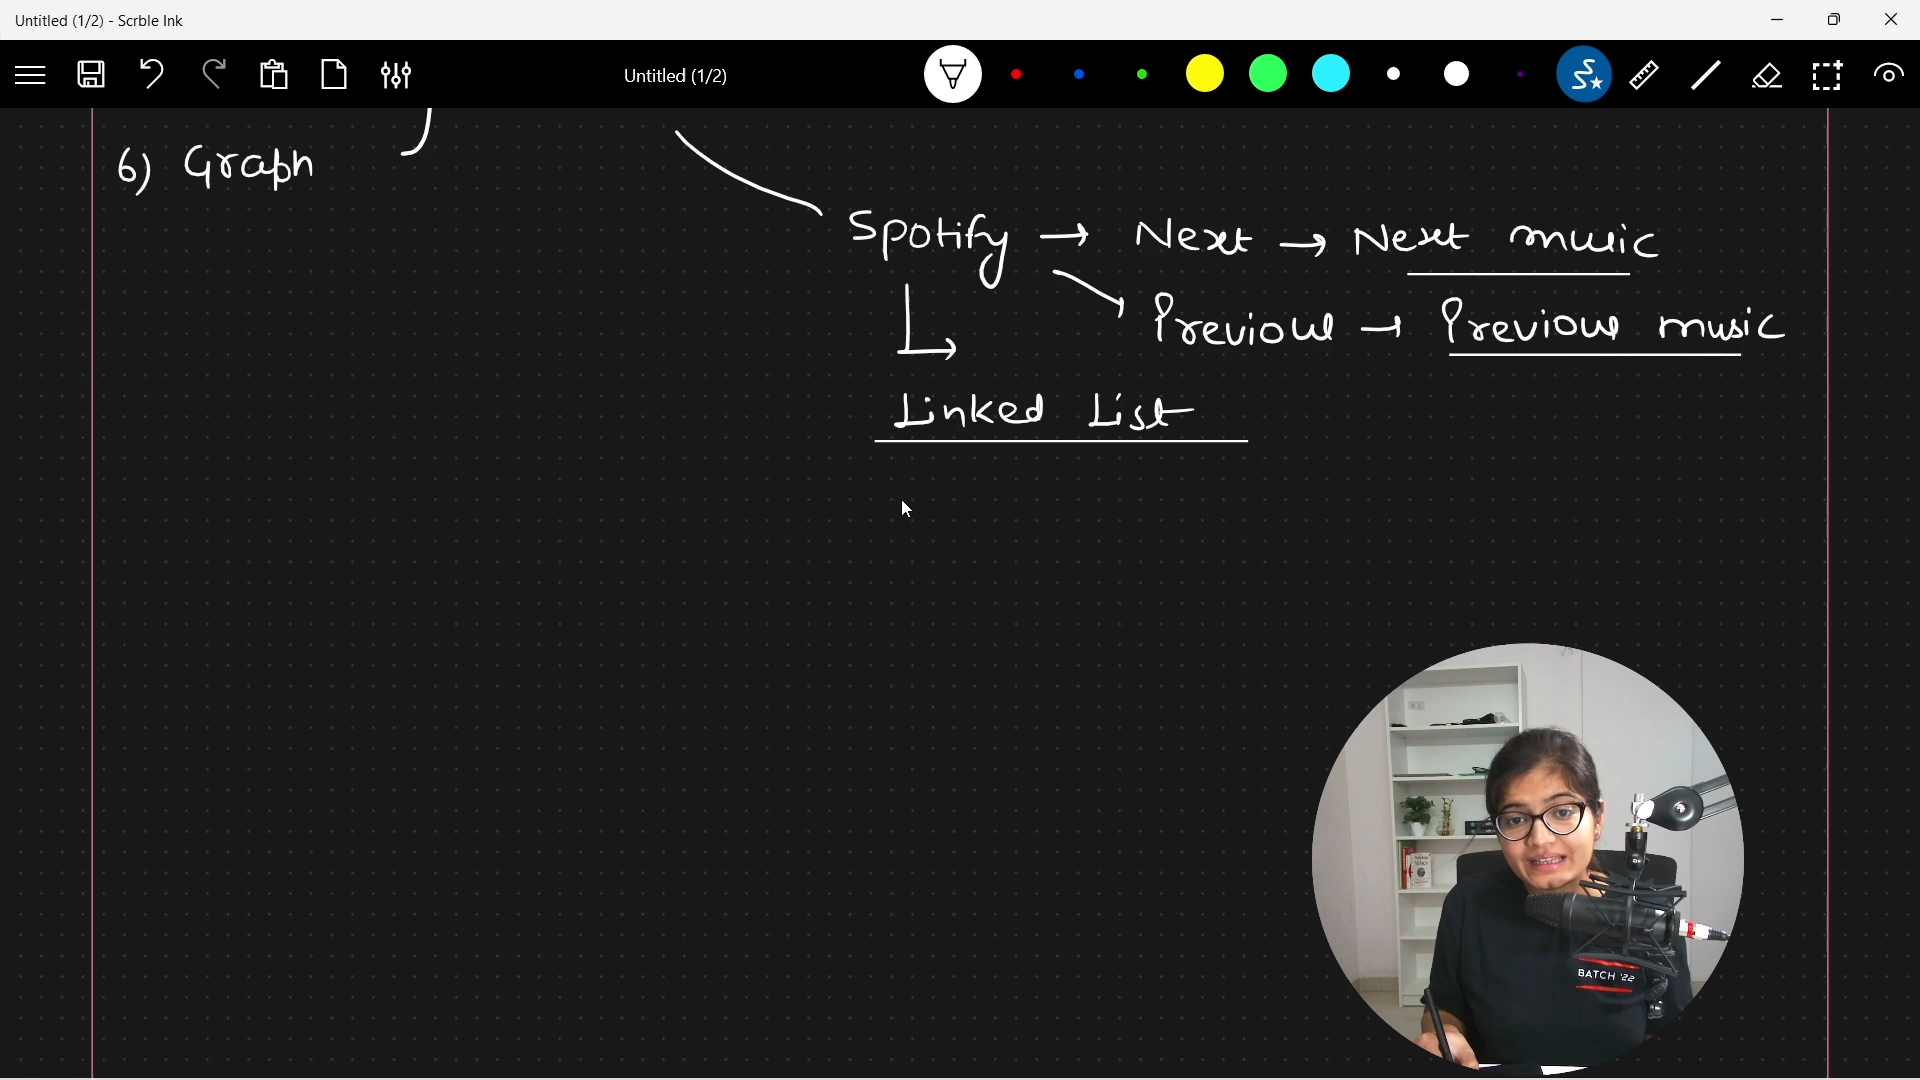 Untitled (1/2) - Scrble Ink
Untitled (1/2)
6) Graph
Spotify → Next → Next music
Previous → Previous music
Linked List
BATCH '22